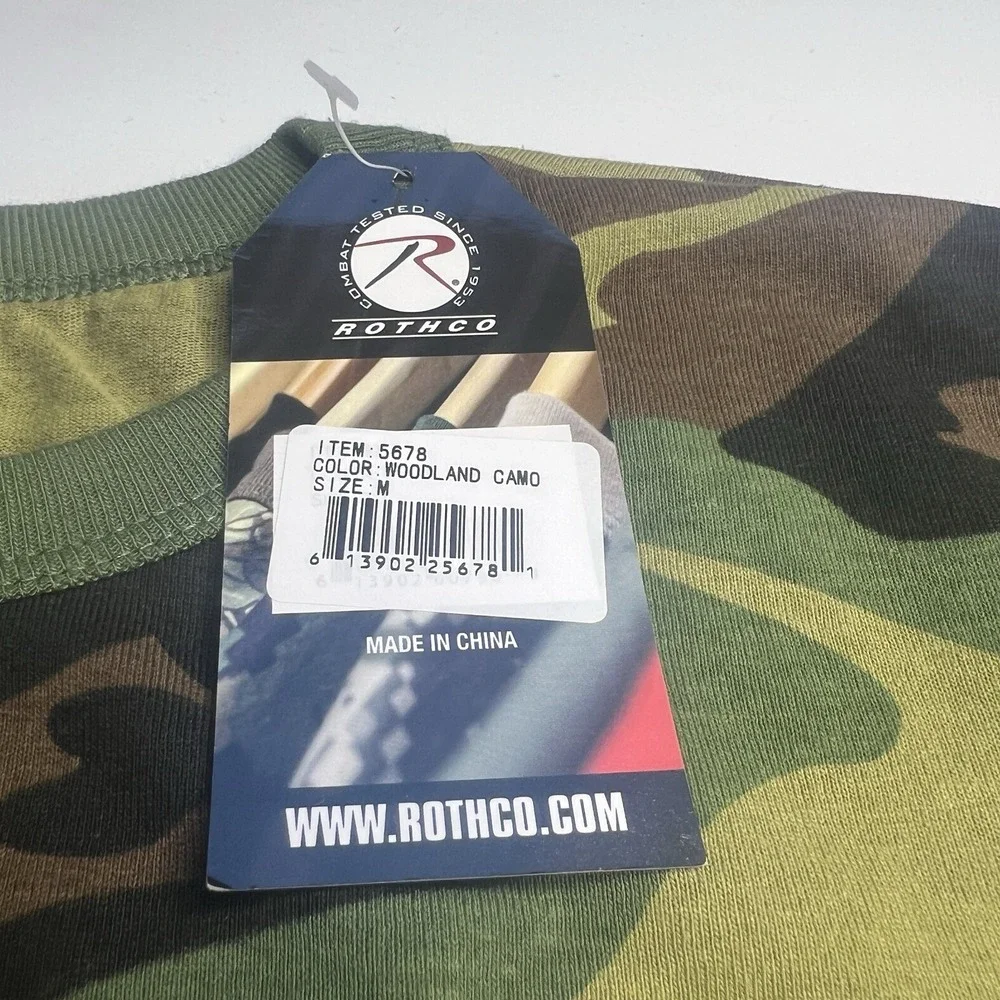 COMBAT TESTED SINCE 1953
R
ROTHCO
ITEM:5678
COLOR:WOODLAND CAMO
SIZE:M
6 13902 25678 1
MADE IN CHINA
WWW.ROTHCO.COM